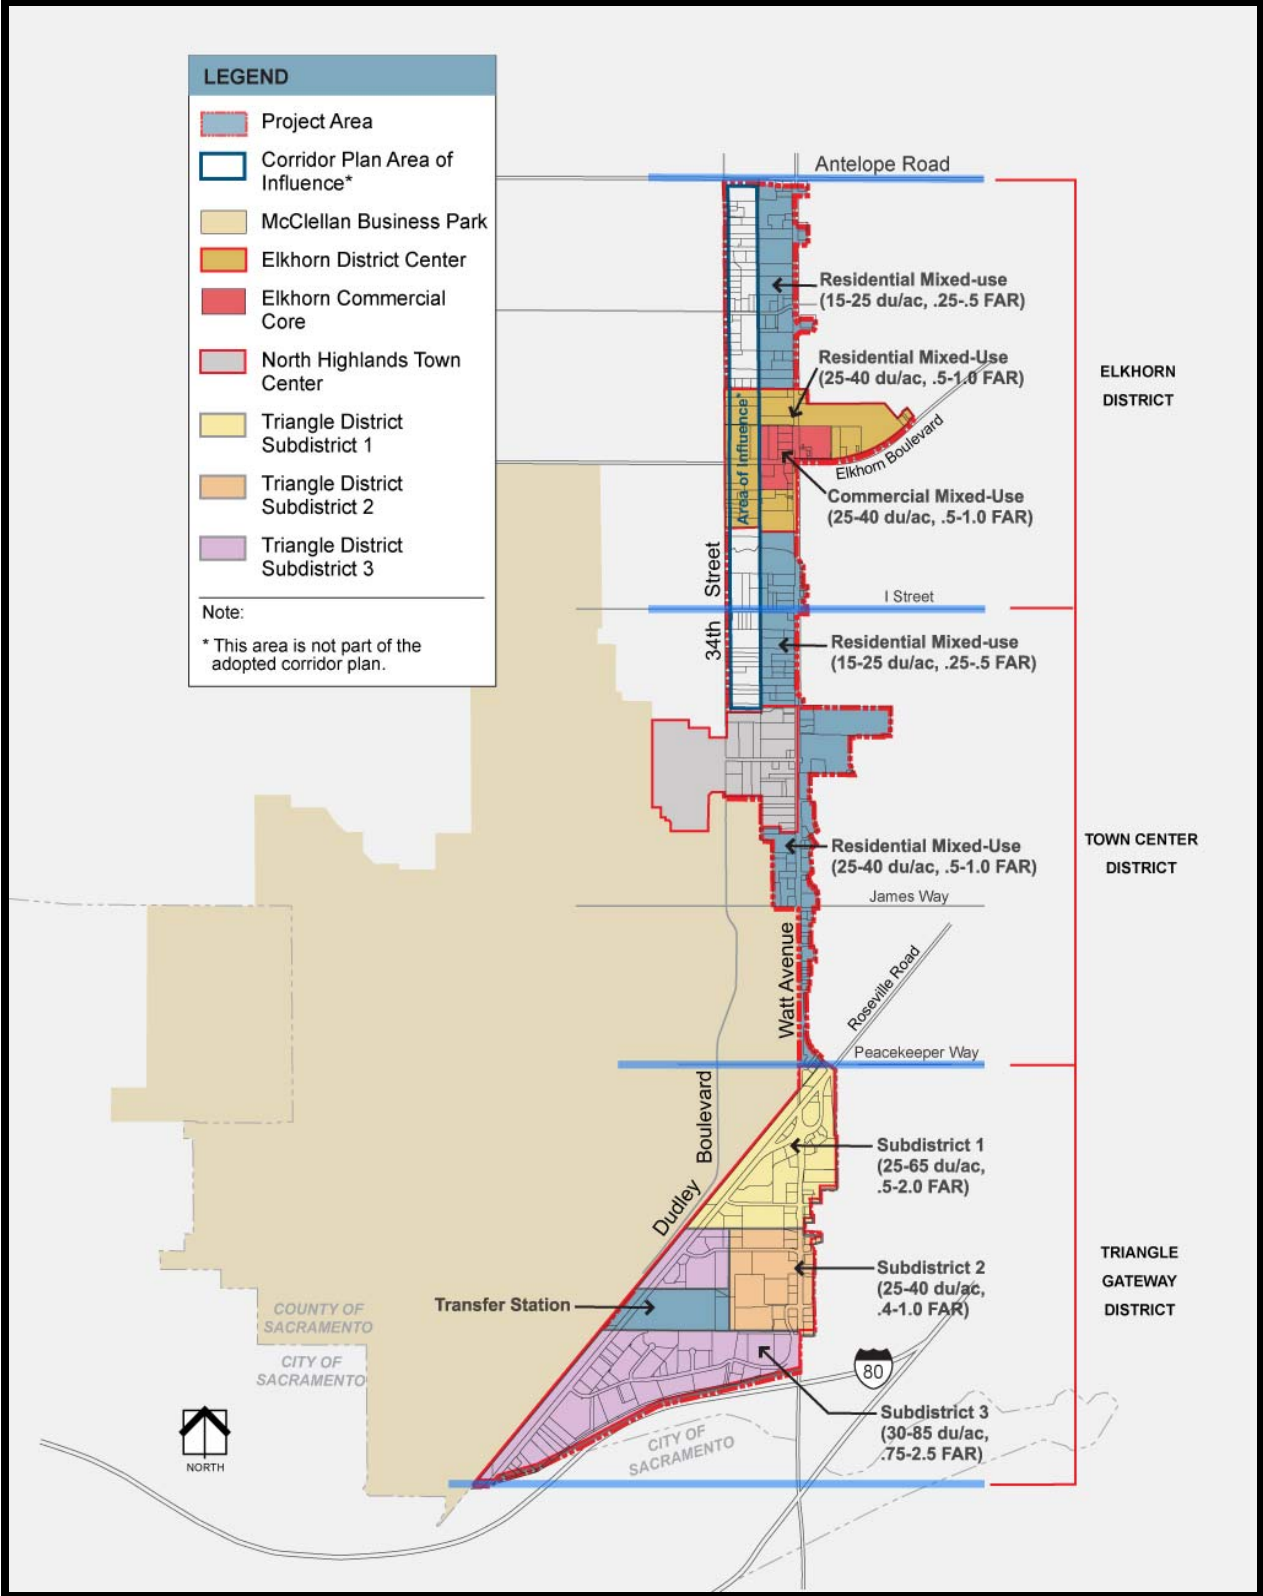 LEGEND
Project Area
Corridor Plan Area of
Influence*
McClellan Business Park
Elkhorn District Center
Elkhorn Commercial
Core
North Highlands Town
Center
Triangle District
Subdistrict 1
Triangle District
Subdistrict 2
Triangle District
Subdistrict 3
Note:
* This area is not part of the
adopted corridor plan.
Antelope Road
Residential Mixed-use
(15-25 du/ac, .25-.5 FAR)
Residential Mixed-Use
(25-40 du/ac, .5-1.0 FAR)
ELKHORN
DISTRICT
Area of Influence*
Elkhorn Boulevard
Commercial Mixed-Use
(25-40 du/ac, .5-1.0 FAR)
34th Street
I Street
Residential Mixed-use
(15-25 du/ac, .25-.5 FAR)
Residential Mixed-Use
(25-40 du/ac, .5-1.0 FAR)
TOWN CENTER
DISTRICT
James Way
Watt Avenue
Roseville Road
Peacekeeper Way
Dudley Boulevard
Subdistrict 1
(25-65 du/ac,
.5-2.0 FAR)
Subdistrict 2
(25-40 du/ac,
.4-1.0 FAR)
TRIANGLE
GATEWAY
DISTRICT
Transfer Station
COUNTY OF
SACRAMENTO
CITY OF
SACRAMENTO
80
Subdistrict 3
(30-85 du/ac,
.75-2.5 FAR)
CITY OF
SACRAMENTO
NORTH